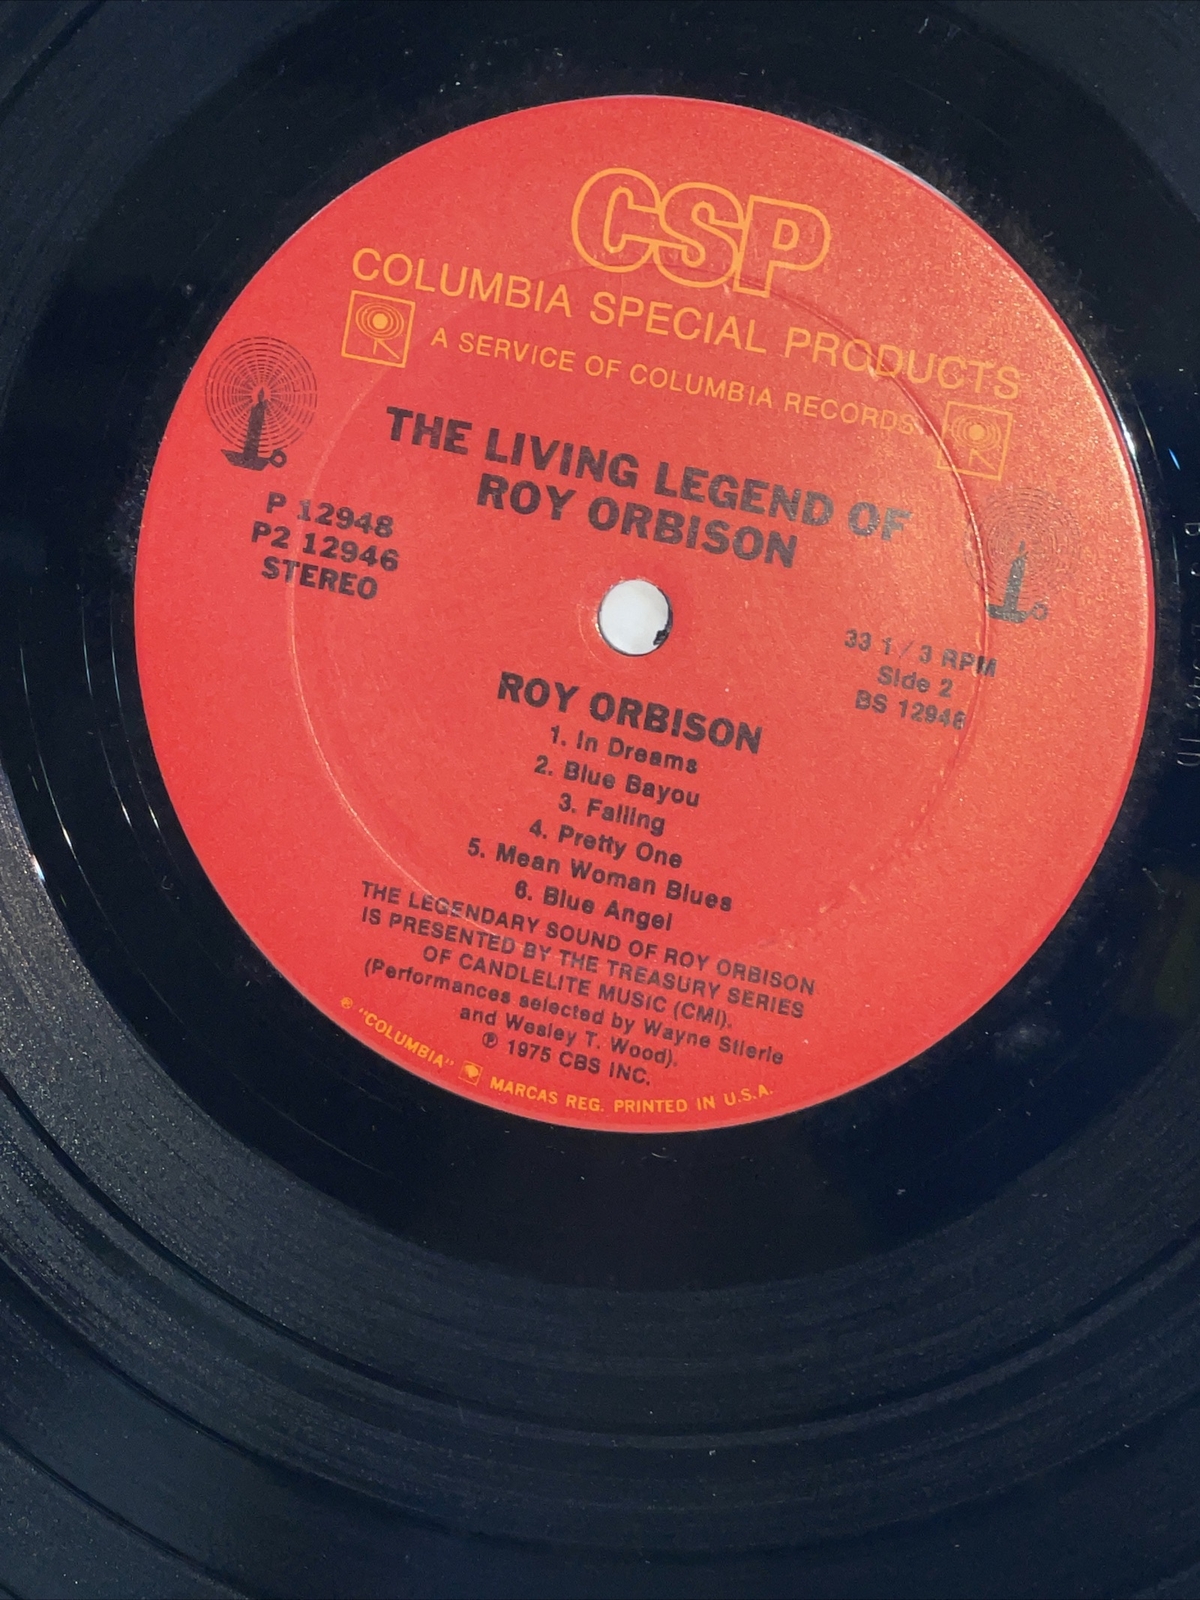 CSP
COLUMBIA SPECIAL PRODUCTS
A SERVICE OF COLUMBIA RECORDS
THE LIVING LEGEND OF
ROY ORBISON
P 12948
P2 12946
STEREO
33 1/3 RPM
Side 2
BS 12948
ROY ORBISON
1. In Dreams
2. Blue Bayou
3. Falling
4. Pretty One
5. Mean Woman Blues
6. Blue Angel
THE LEGENDARY SOUND OF ROY ORBISON
IS PRESENTED BY THE TREASURY SERIES
OF CANDLELITE MUSIC (CMI).
(Performances selected by Wayne Stierle
and Wesley T. Wood).
℗ 1975 CBS INC.
® "COLUMBIA" MARCAS REG. PRINTED IN U.S.A.